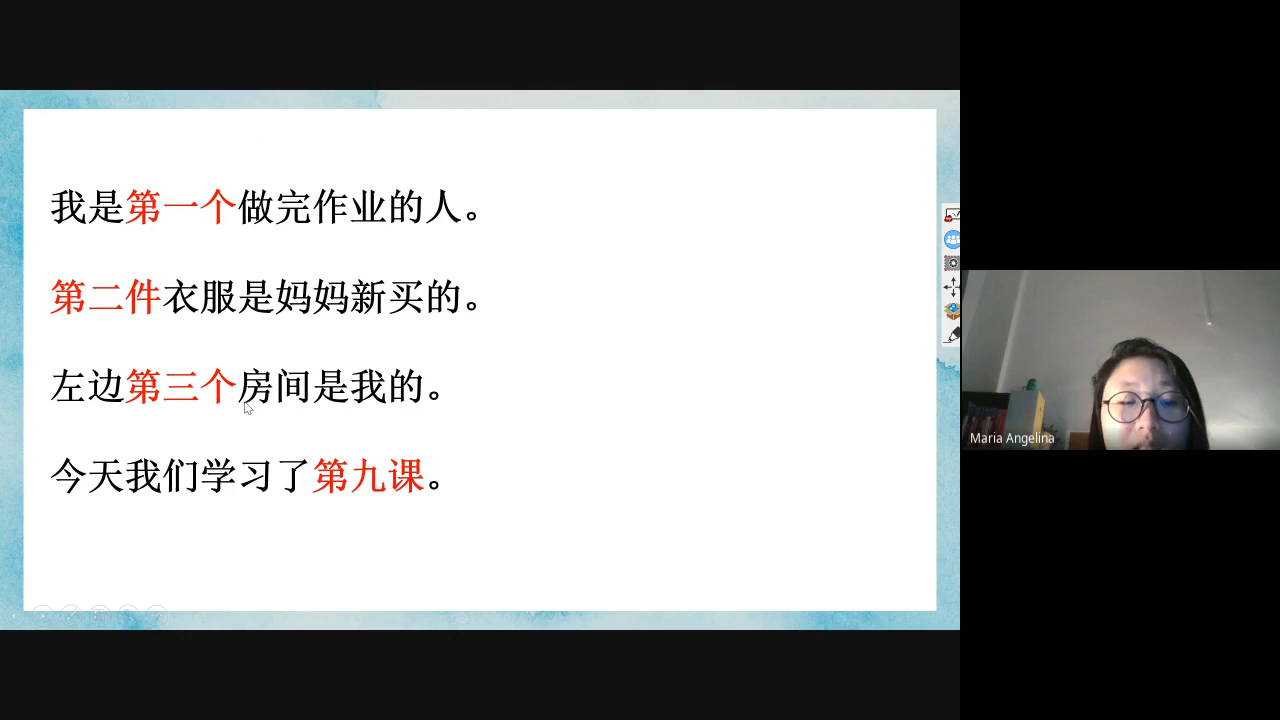 我是第一个做完作业的人。
第二件衣服是妈妈新买的。
左边第三个房间是我的。
今天我们学习了第九课。
Maria Angelina